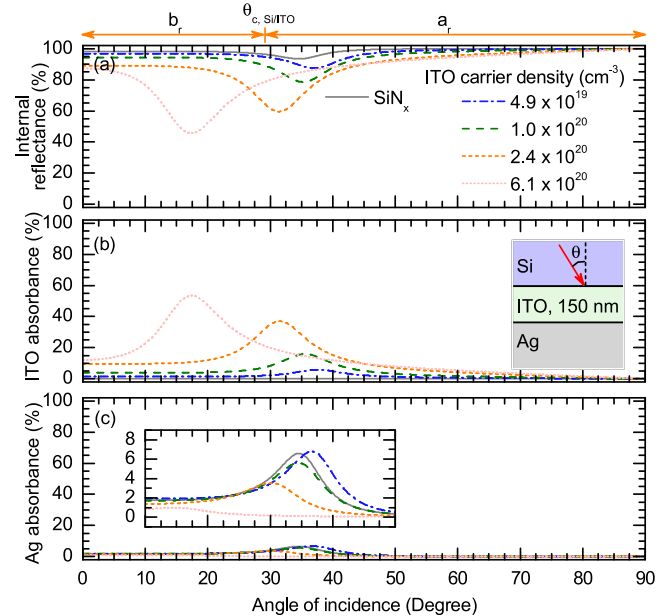 b_r θ_c, Si/ITO a_r
100
80
60
40
20
0
Internal
reflectance (%)
(a)
ITO carrier density (cm⁻³)
SiNₓ
4.9 x 10¹⁹
1.0 x 10²⁰
2.4 x 10²⁰
6.1 x 10²⁰
100
80
60
40
20
0
ITO absorbance (%)
(b)
θ
Si
ITO, 150 nm
Ag
100
80
60
40
20
0
Ag absorbance (%)
(c)
8
6
4
2
0
0 10 20 30 40 50 60 70 80 90
Angle of incidence (Degree)